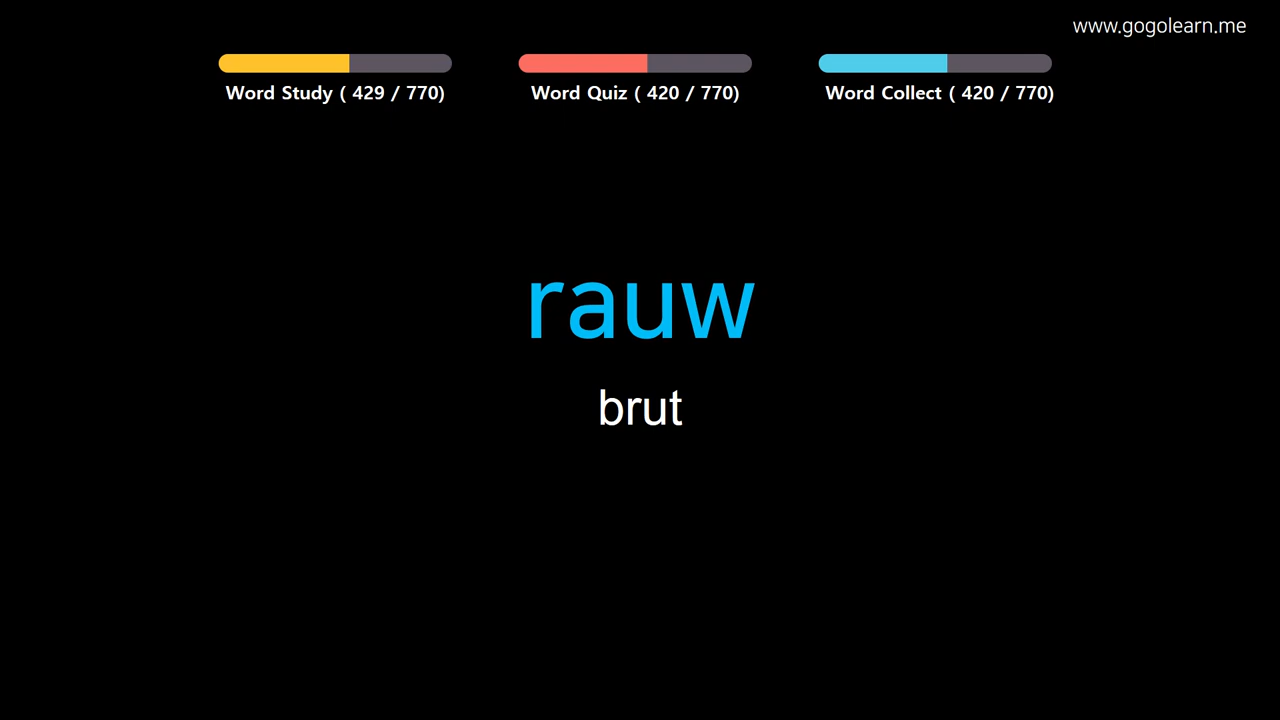 www.gogolearn.me
Word Study ( 429 / 770)
Word Quiz ( 420 / 770)
Word Collect ( 420 / 770)
rauw
brut